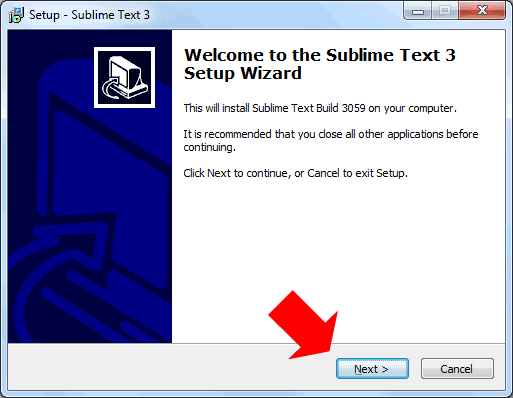 Setup - Sublime Text 3
Welcome to the Sublime Text 3
Setup Wizard
This will install Sublime Text Build 3059 on your computer.
It is recommended that you close all other applications before
continuing.
Click Next to continue, or Cancel to exit Setup.
Next >
Cancel